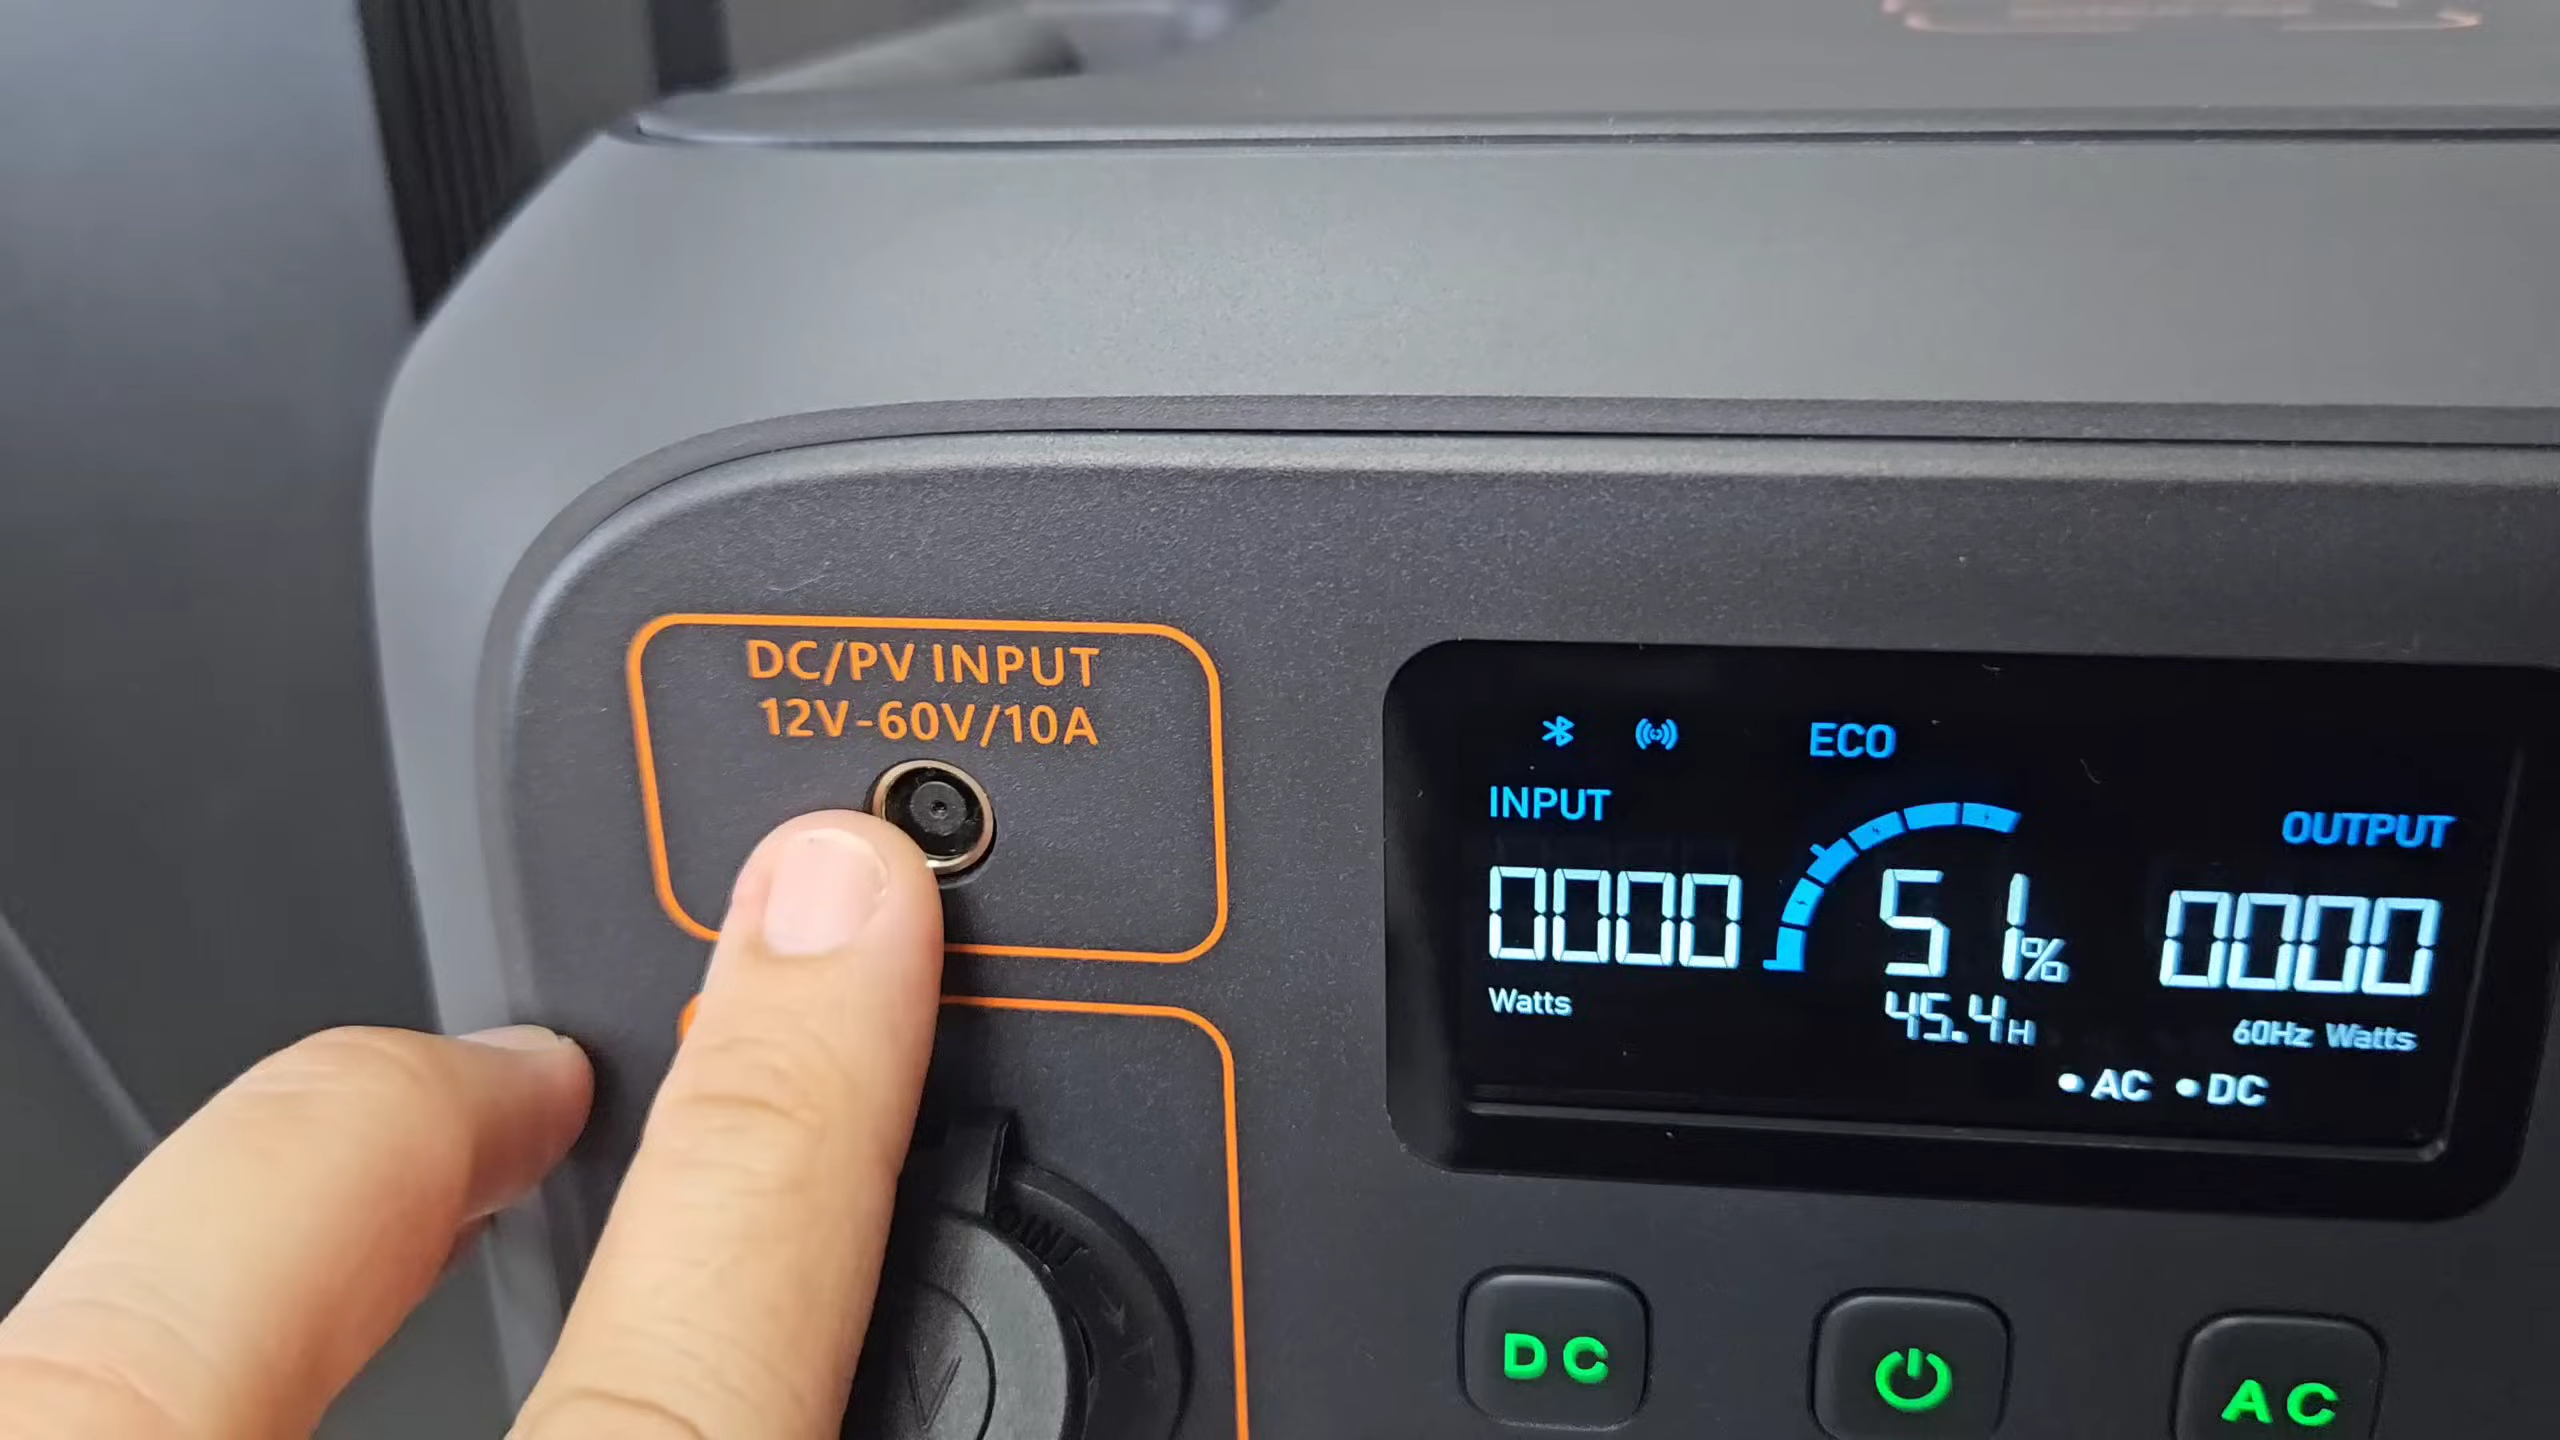 DC/PV INPUT
12V-60V/10A
ECO
INPUT
OUTPUT
0000
51%
0000
Watts
45.4H
60Hz Watts
AC DC
DC
AC